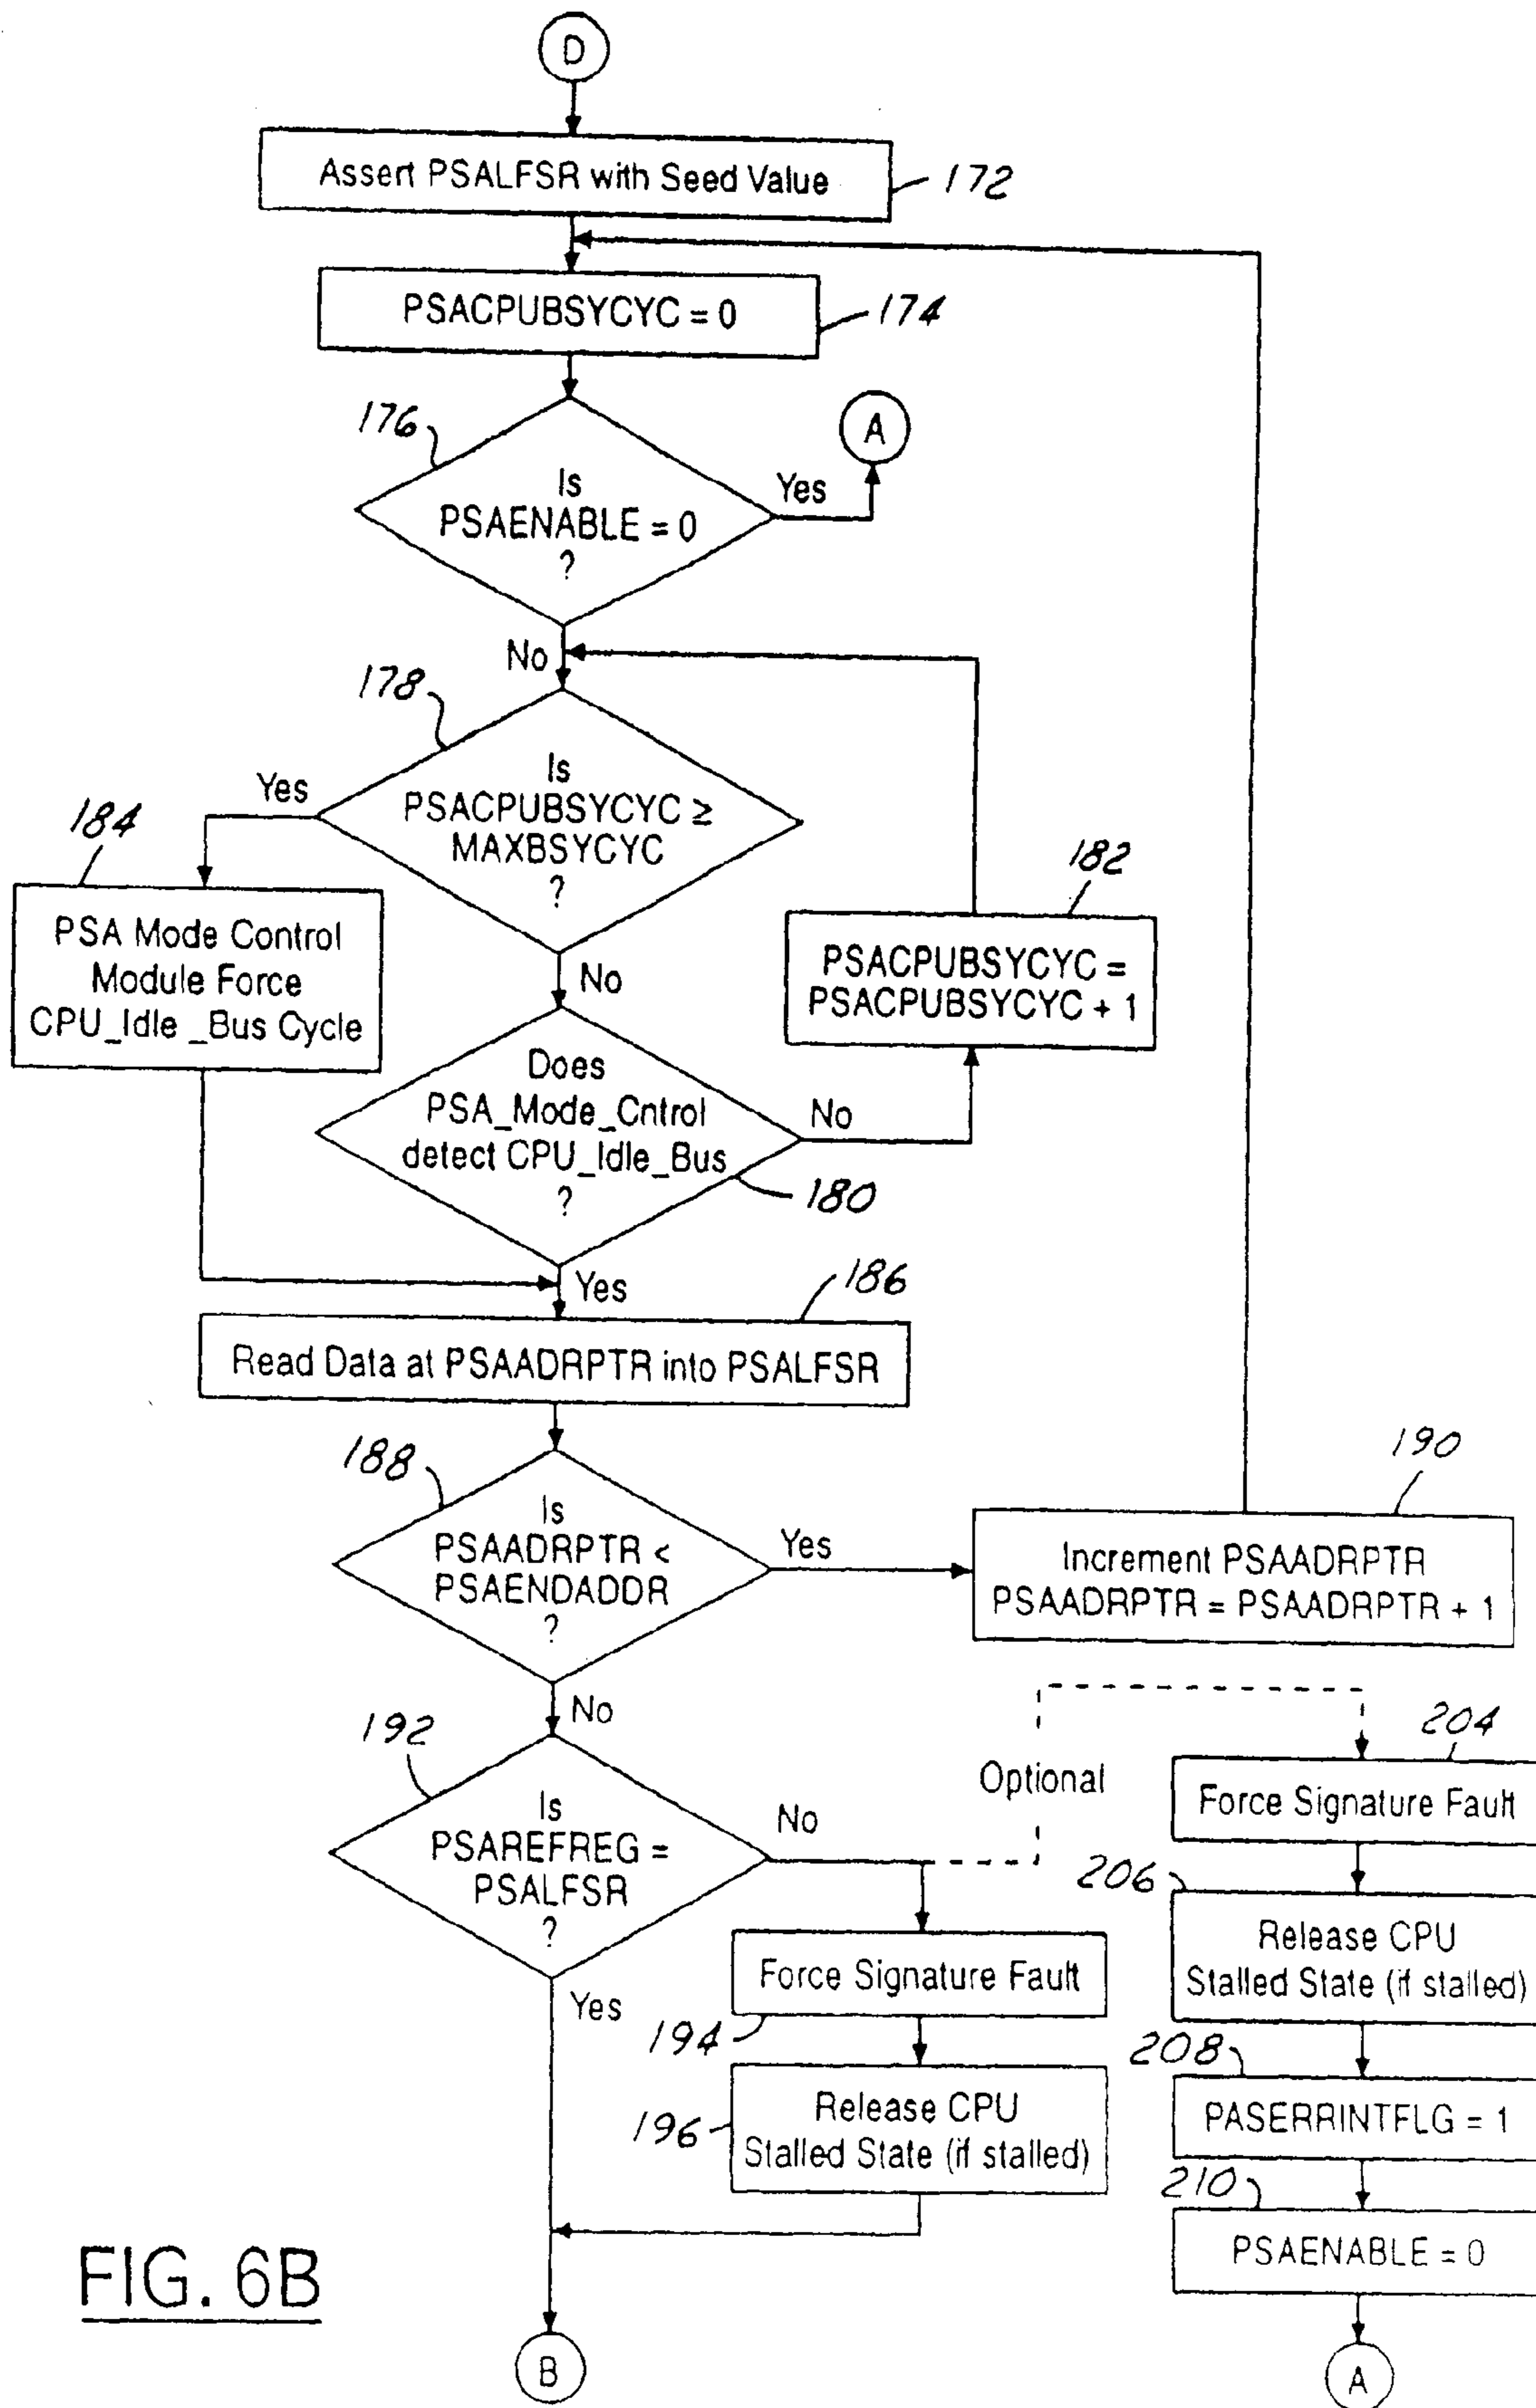 D
Assert PSALFSR with Seed Value
172
PSACPUBSYCYC = 0
174
176
A
Is
PSAENABLE = 0
?
Yes
No
178
Is
PSACPUBSYCYC ≥
MAXBSYCYC
?
Yes
184
182
PSA Mode Control
Module Force
CPU_Idle _Bus Cycle
PSACPUBSYCYC =
PSACPUBSYCYC + 1
No
Does
PSA_Mode_Cntrol
detect CPU_Idle_Bus
?
No
180
Yes
186
Read Data at PSAADRPTR into PSALFSR
188
190
Is
PSAADRPTR <
PSAENDADDR
?
Yes
Increment PSAADRPTR
PSAADRPTR = PSAADRPTR + 1
No
192
204
Optional
Is
PSAREFREG =
PSALFSR
?
No
Force Signature Fault
206
Release CPU
Stalled State (if stalled)
Yes
Force Signature Fault
194
208
Release CPU
Stalled State (if stalled)
196
PASERRINTFLG = 1
210
PSAENABLE = 0
FIG. 6B
B
A